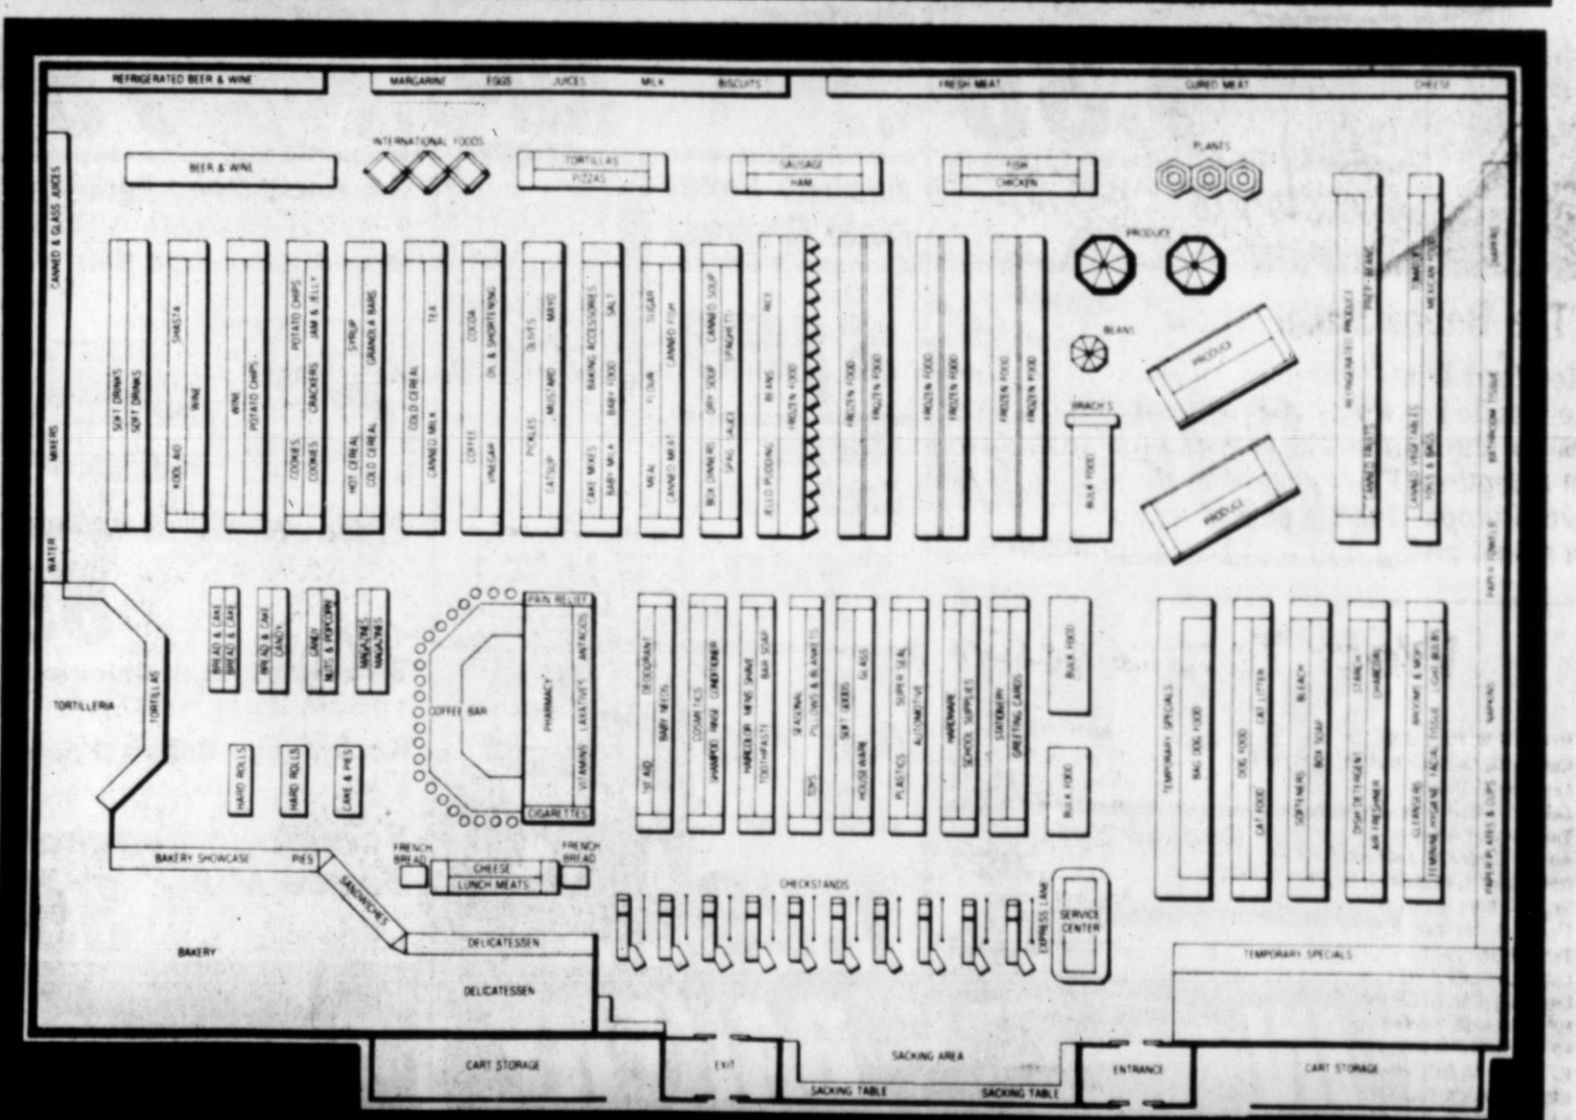 REFRIGERATED BEER & WINE
MARGARINE EGGS JUICES MILK BISCUITS
FRESH MEAT CURED MEAT CHEESE
CANNED & GLASS JUICES
MIXERS
WATER
BEER & WINE
INTERNATIONAL FOODS
TORTILLAS
PIZZAS
SAUSAGE
HAM
FISH
CHICKEN
PLANTS
PRODUCE
BEANS
BRACH'S
BULK FOOD
PRODUCE
PRODUCE
SOFT DRINKS
SOFT DRINKS
KOOL AID SHASTA
WINE
WINE
POTATO CHIPS
COOKIES POTATO CHIPS
COOKIES CRACKERS JAM & JELLY
HOT CEREAL SYRUP
COLD CEREAL GRANOLA BARS
COLD CEREAL
CANNED MILK TEA
COFFEE COCOA
VINEGAR OIL & SHORTENING
PICKLES OLIVES
CATSUP MUSTARD MAYO
CAKE MIXES BAKING ACCESSORIES
BABY MILK BABY FOOD SALT
MEAL FLOUR SUGAR
CANNED MEAT CANNED FISH
BOX DINNERS DRY SOUP CANNED SOUP
SPAG. SAUCE SPAGHETTI
JELLO PUDDING BEANS RICE
FROZEN FOOD
FROZEN FOOD
FROZEN FOOD
FROZEN FOOD
FROZEN FOOD
FROZEN FOOD
FROZEN FOOD
REFRIGERATED PRODUCE
CANNED FRUITS
CANNED VEGETABLES
FOILS & BAGS
BATHROOM TISSUE
PAPER TOWELS
NAPKINS
PAPER PLATES & CUPS
TORTILLERIA
TORTILLAS
BREAD & CAKE
BREAD & CAKE
BREAD & CAKE
CANDY
CANDY
NUTS & POPCORN
MAGAZINES
MAGAZINES
HARD ROLLS
HARD ROLLS
CAKE & PIES
COFFEE BAR
PAIN RELIEF
PHARMACY
VITAMINS LAXATIVES ANTACIDS
CIGARETTES
1ST AID DEODORANT
BABY NEEDS
COSMETICS
SHAMPOO RINSE CONDITIONER
HAIRCOLOR MENS SHAVE
TOOTHPASTE BAR SOAP
SEASONAL
TOYS PILLOWS & BLANKETS
SOFT GOODS
HOUSEWARE GLASS
PLASTICS SUPER SEAL
AUTOMOTIVE
HARDWARE
SCHOOL SUPPLIES
STATIONERY
GREETING CARDS
BULK FOOD
BULK FOOD
TEMPORARY SPECIALS
BAG DOG FOOD
DOG FOOD
CAT FOOD CAT LITTER
SOFTENERS BLEACH
BOX SOAP
DISH DETERGENT STARCH
AIR FRESHNER CHARCOAL
CLEANSERS BROOMS & MOPS
FEMININE HYGIENE FACIAL TISSUE LIGHT BULBS
BAKERY SHOWCASE PIES
SANDWICHES
BAKERY
FRENCH BREAD
CHEESE
LUNCH MEATS
FRENCH BREAD
DELICATESSEN
DELICATESSEN
CHECKSTANDS
EXPRESS LANE
SERVICE CENTER
TEMPORARY SPECIALS
CART STORAGE
EXIT
SACKING AREA
SACKING TABLE
SACKING TABLE
ENTRANCE
CART STORAGE